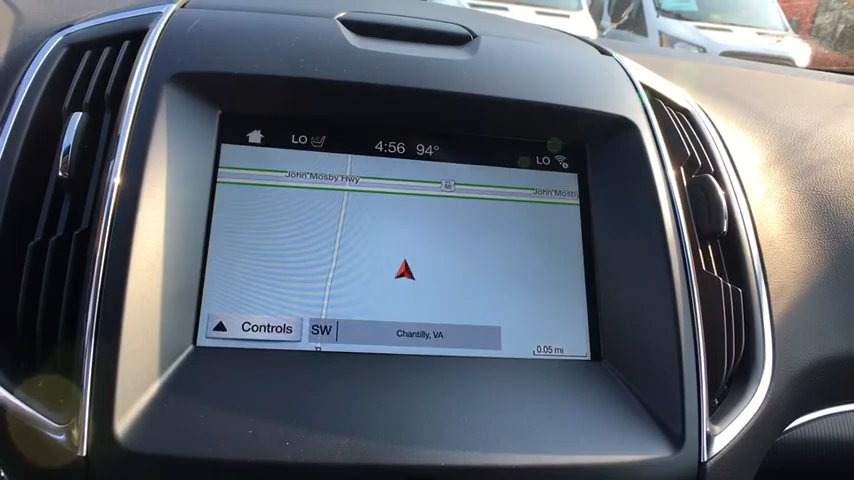 LO A/C 4:56 94° LO
John Mosby Hwy 50 John Mosby
Controls SW Chantilly, VA
0.05 mi